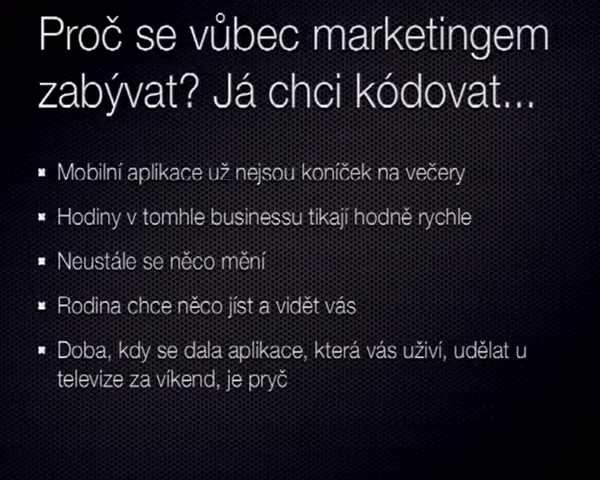 Proč se vůbec marketingem
zabývat? Já chci kódovat...
Mobilní aplikace už nejsou koníček na večery
Hodiny v tomhle businessu tikají hodně rychle
Neustále se něco mění
Rodina chce něco jíst a vidět vás
Doba, kdy se dala aplikace, která vás uživí, udělat u
televize za víkend, je pryč